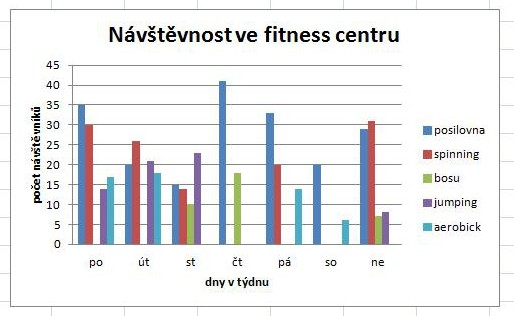 Návštěvnost ve fitness centru
počet návštěvníků
45
40
35
30
25
20
15
10
5
0
po út st čt pá so ne
dny v týdnu
posilovna
spinning
bosu
jumping
aerobick